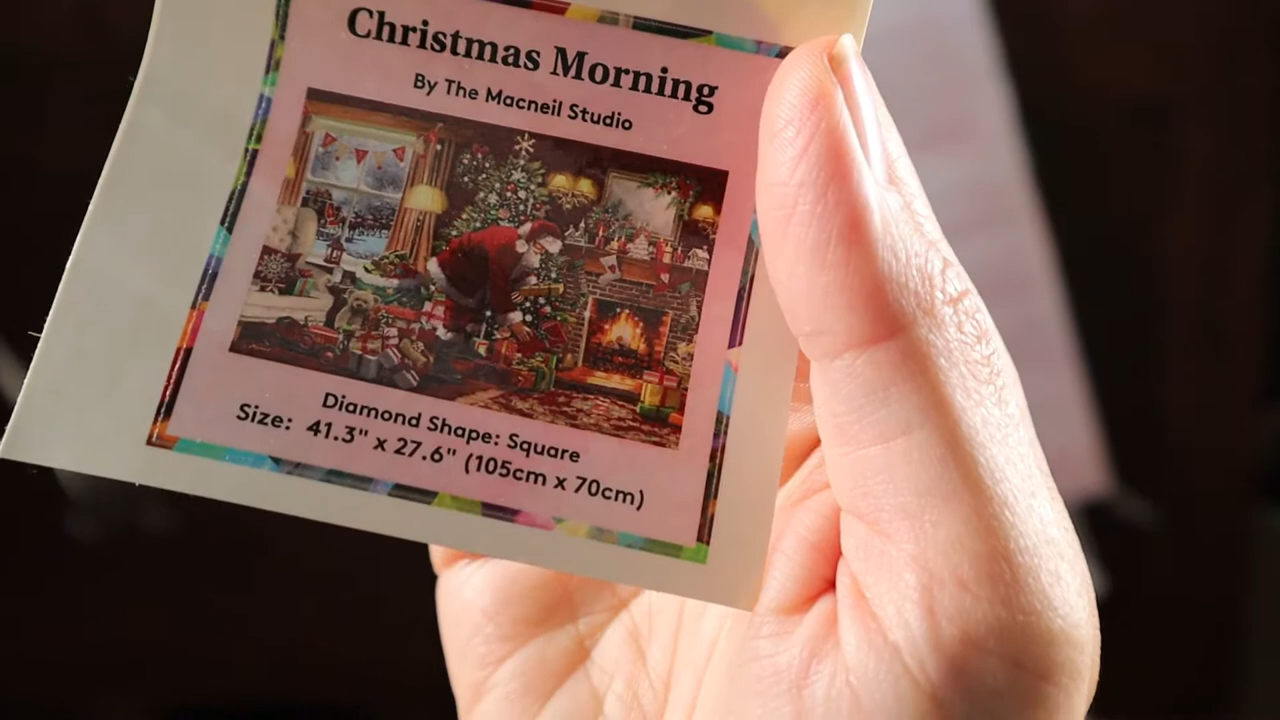 Christmas Morning
By The Macneil Studio
Diamond Shape: Square
Size: 41.3" x 27.6" (105cm x 70cm)